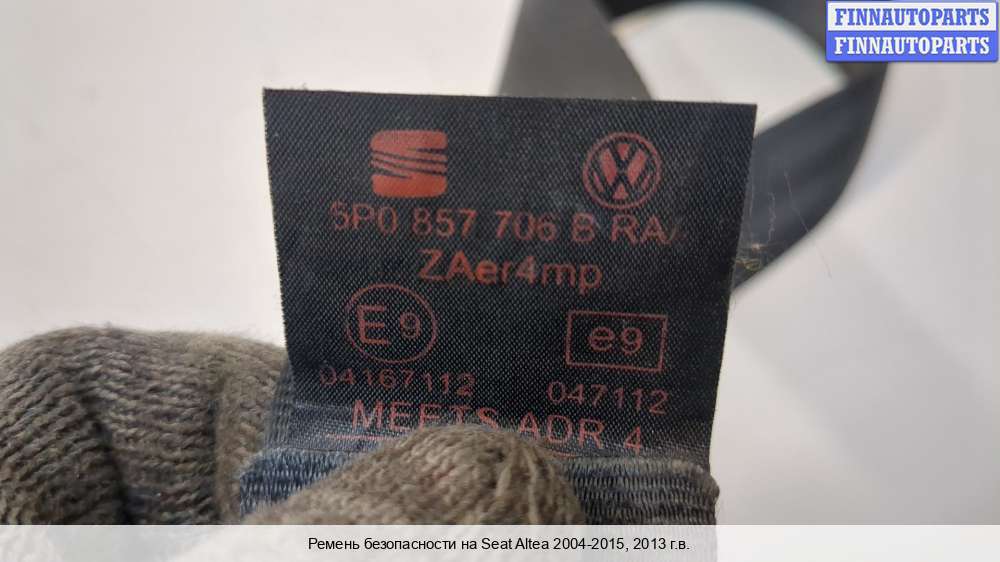 FINNAUTOPARTS
FINNAUTOPARTS
5P0 857 706 B RA
ZAer4mp
E9 e9
04167112 047112
MEETS ADR 4
Ремень безопасности на Seat Altea 2004-2015, 2013 г.в.